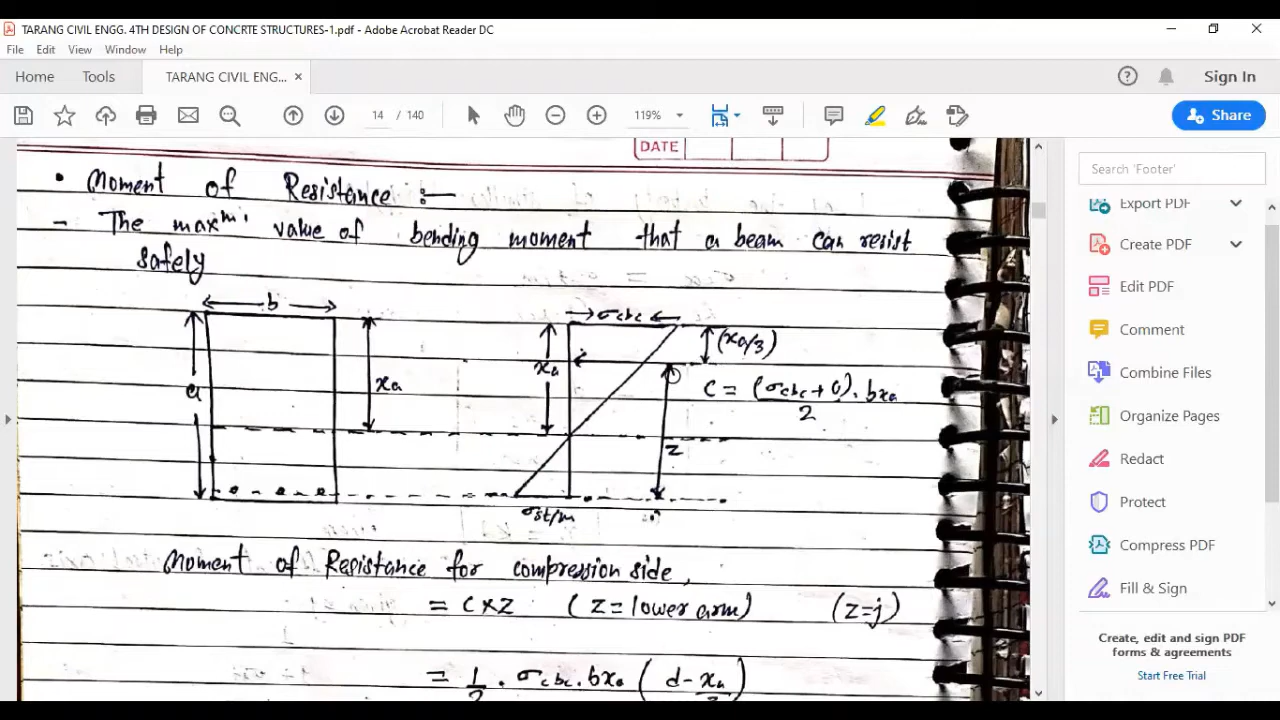 TARANG CIVIL ENGG. 4TH DESIGN OF CONCRTE STRUCTURES-1.pdf - Adobe Acrobat Reader DC
File Edit View Window Help
Home Tools TARANG CIVIL ENG... × Sign In
14 / 140 119% Share
DATE
• Moment of Resistance :-
- The maxᵐ. value of bending moment that a beam can resist
safely
b
σcbc
(xa/3)
xa
xa
d
C = (σcbc + 0) . bxa
2
z
σst/m
Moment of Resistance for compression side,
= C x Z (Z = lower arm) (Z=j)
= 1/2 . σcbc . bxa (d - xa/3)
Search 'Footer'
Export PDF
Create PDF
Edit PDF
Comment
Combine Files
Organize Pages
Redact
Protect
Compress PDF
Fill & Sign
Create, edit and sign PDF
forms & agreements
Start Free Trial